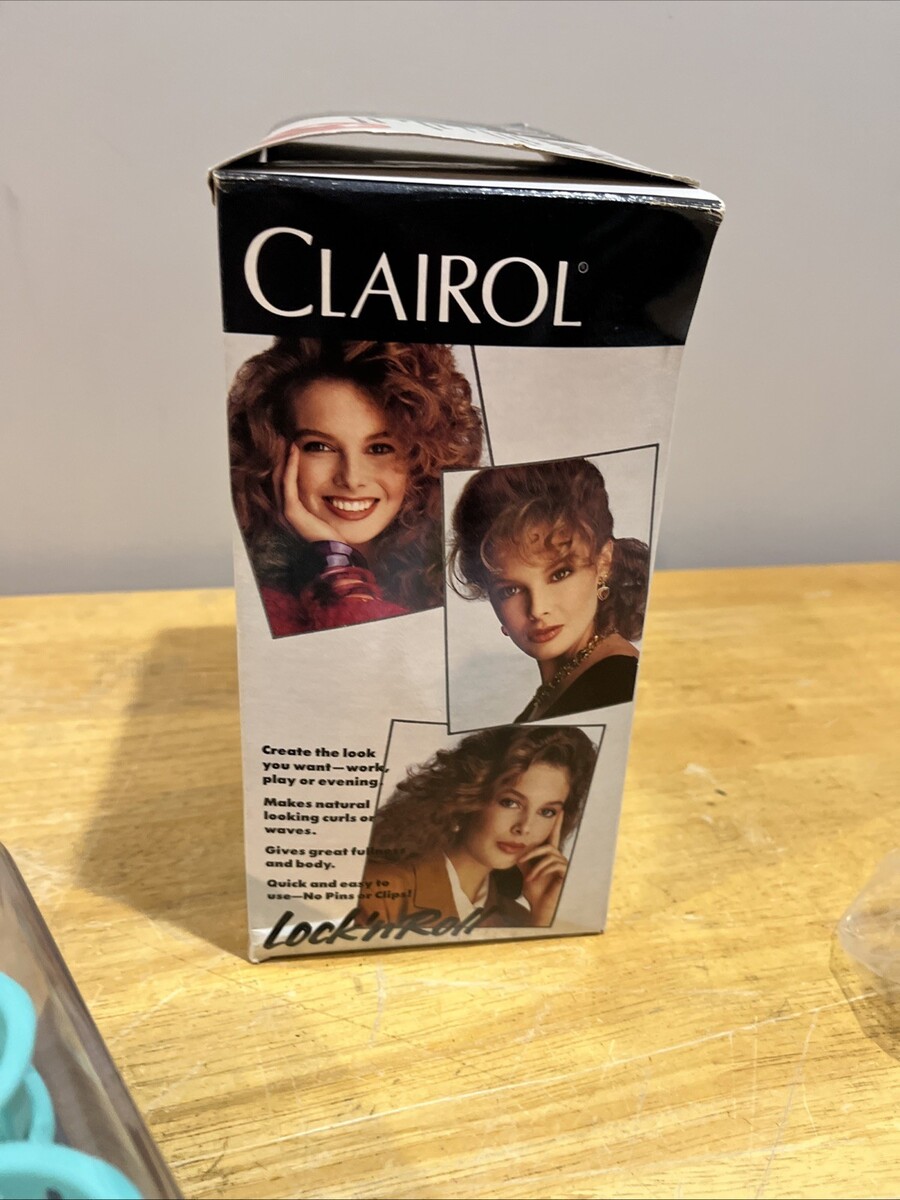 CLAIROL®
Create the look
you want—work,
play or evening.
Makes natural
looking curls or
waves.
Gives great fullness
and body.
Quick and easy to
use—No Pins or Clips!
Lock'n Roll